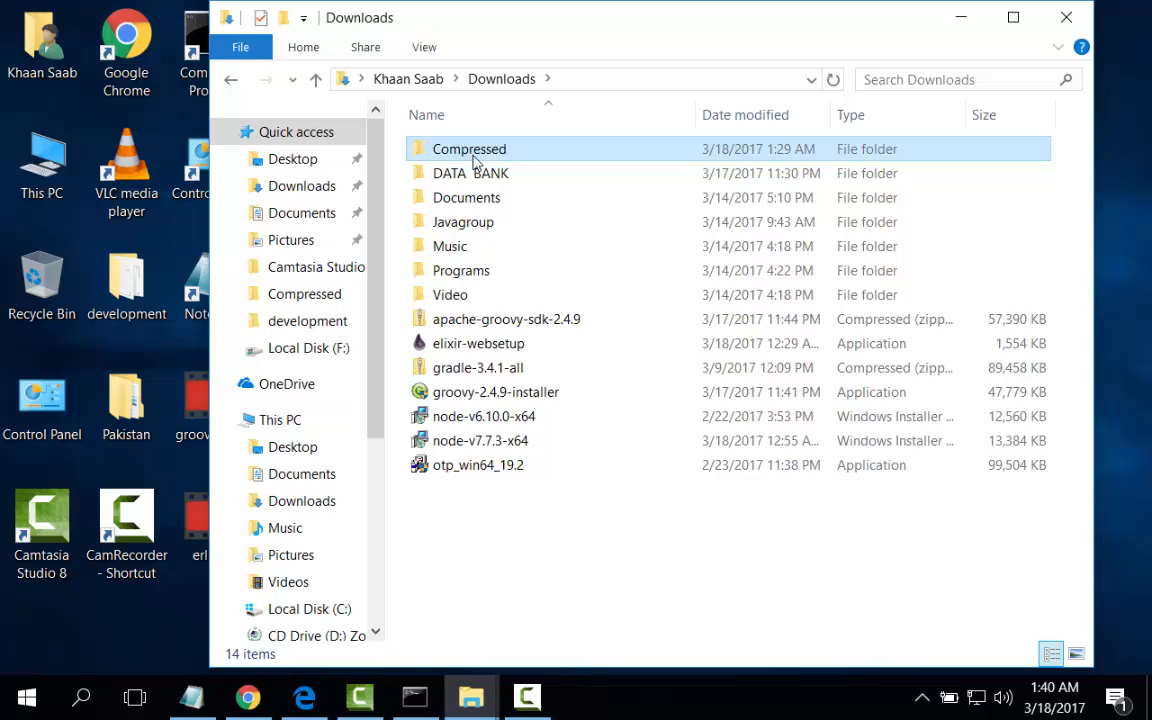 Downloads
File Home Share View
Khaan Saab Downloads
Search Downloads
Name Date modified Type Size
Quick access
Desktop
Downloads
Documents
Pictures
Camtasia Studio
Compressed
development
Local Disk (F:)
OneDrive
This PC
Desktop
Documents
Downloads
Music
Pictures
Videos
Local Disk (C:)
CD Drive (D:) Zo
Compressed 3/18/2017 1:29 AM File folder
DATA_BANK 3/17/2017 11:30 PM File folder
Documents 3/14/2017 5:10 PM File folder
Javagroup 3/14/2017 9:43 AM File folder
Music 3/14/2017 4:18 PM File folder
Programs 3/14/2017 4:22 PM File folder
Video 3/14/2017 4:18 PM File folder
apache-groovy-sdk-2.4.9 3/17/2017 11:44 PM Compressed (zipp... 57,390 KB
elixir-websetup 3/18/2017 12:29 A... Application 1,554 KB
gradle-3.4.1-all 3/9/2017 12:09 PM Compressed (zipp... 89,458 KB
groovy-2.4.9-installer 3/17/2017 11:41 PM Application 47,779 KB
node-v6.10.0-x64 2/22/2017 3:53 PM Windows Installer ... 12,560 KB
node-v7.7.3-x64 3/18/2017 12:55 A... Windows Installer ... 13,384 KB
otp_win64_19.2 2/23/2017 11:38 PM Application 99,504 KB
14 items
Khaan Saab
Google
Chrome
Com
Pro
This PC
VLC media
player
Contro
Recycle Bin
development
Note
Control Panel
Pakistan
groov
Camtasia
Studio 8
CamRecorder
- Shortcut
erl
1:40 AM
3/18/2017
1